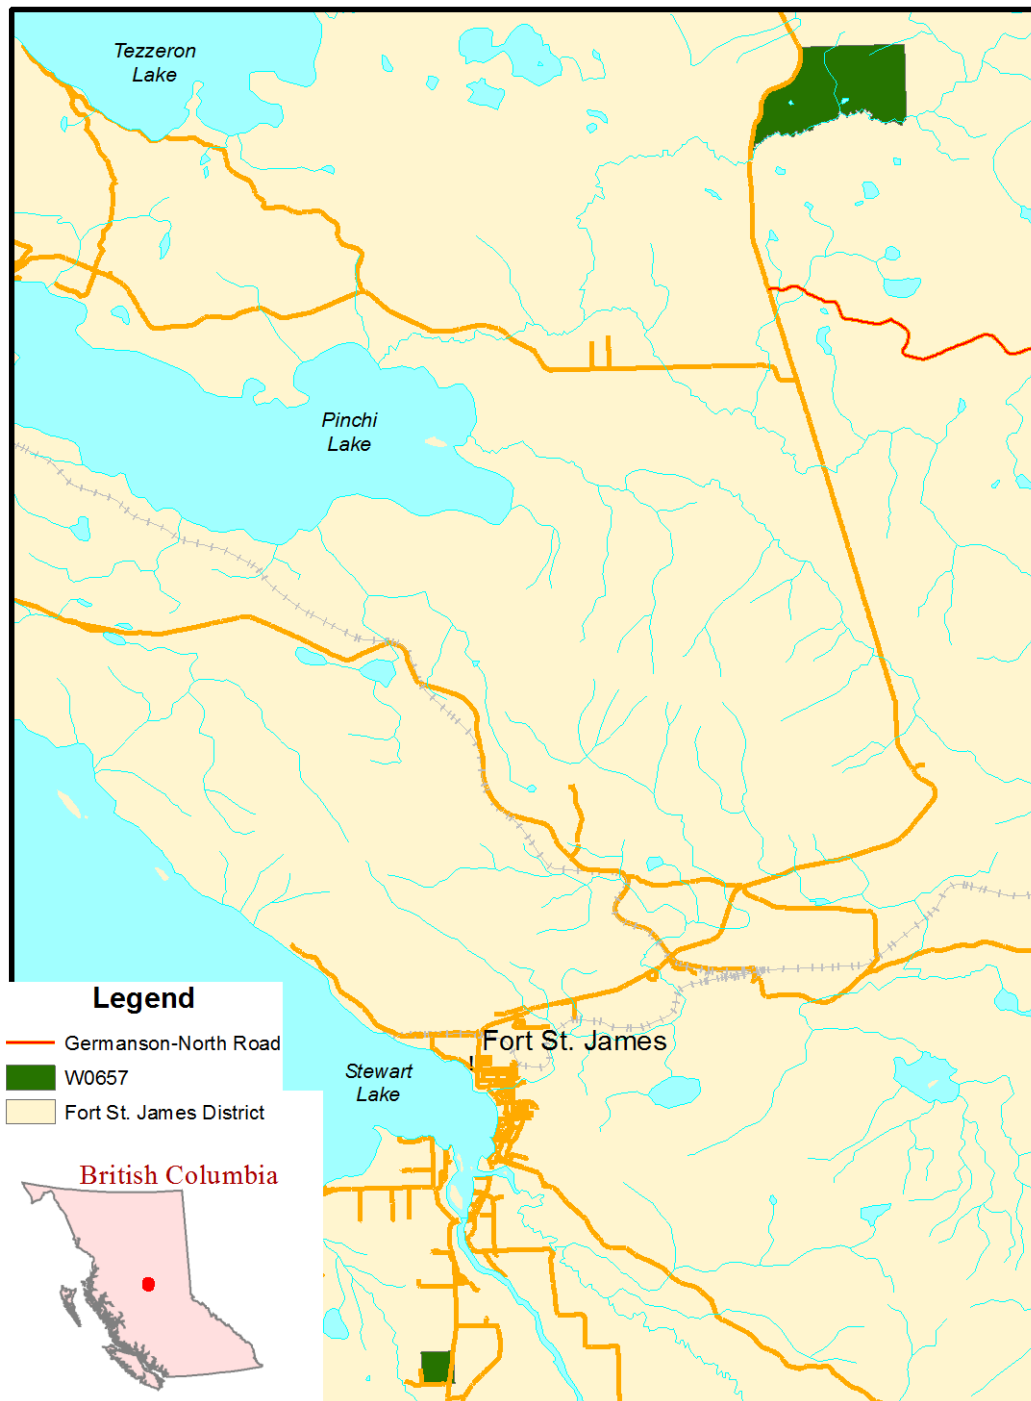 Tezzeron
Lake
Pinchi
Lake
Legend
Germanson-North Road
W0657
Fort St. James District
Fort St. James
Stewart
Lake
British Columbia